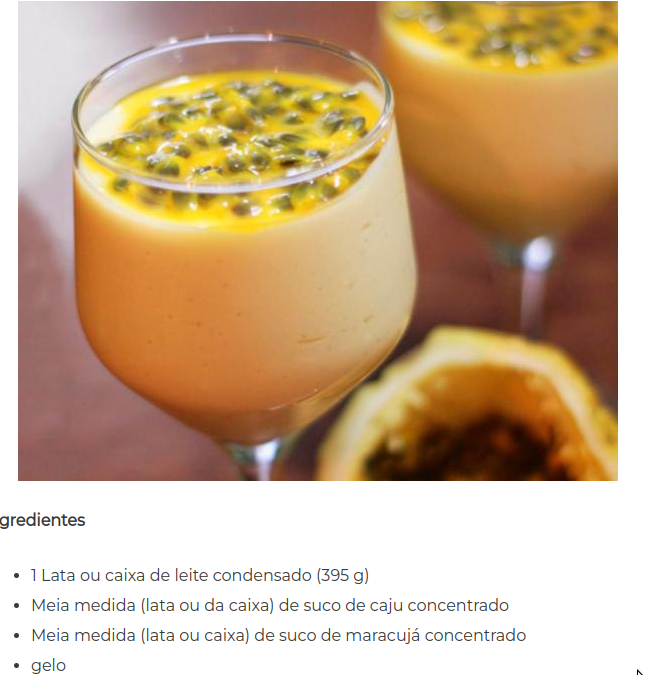 gredientes
1 Lata ou caixa de leite condensado (395 g)
Meia medida (lata ou da caixa) de suco de caju concentrado
Meia medida (lata ou caixa) de suco de maracujá concentrado
gelo